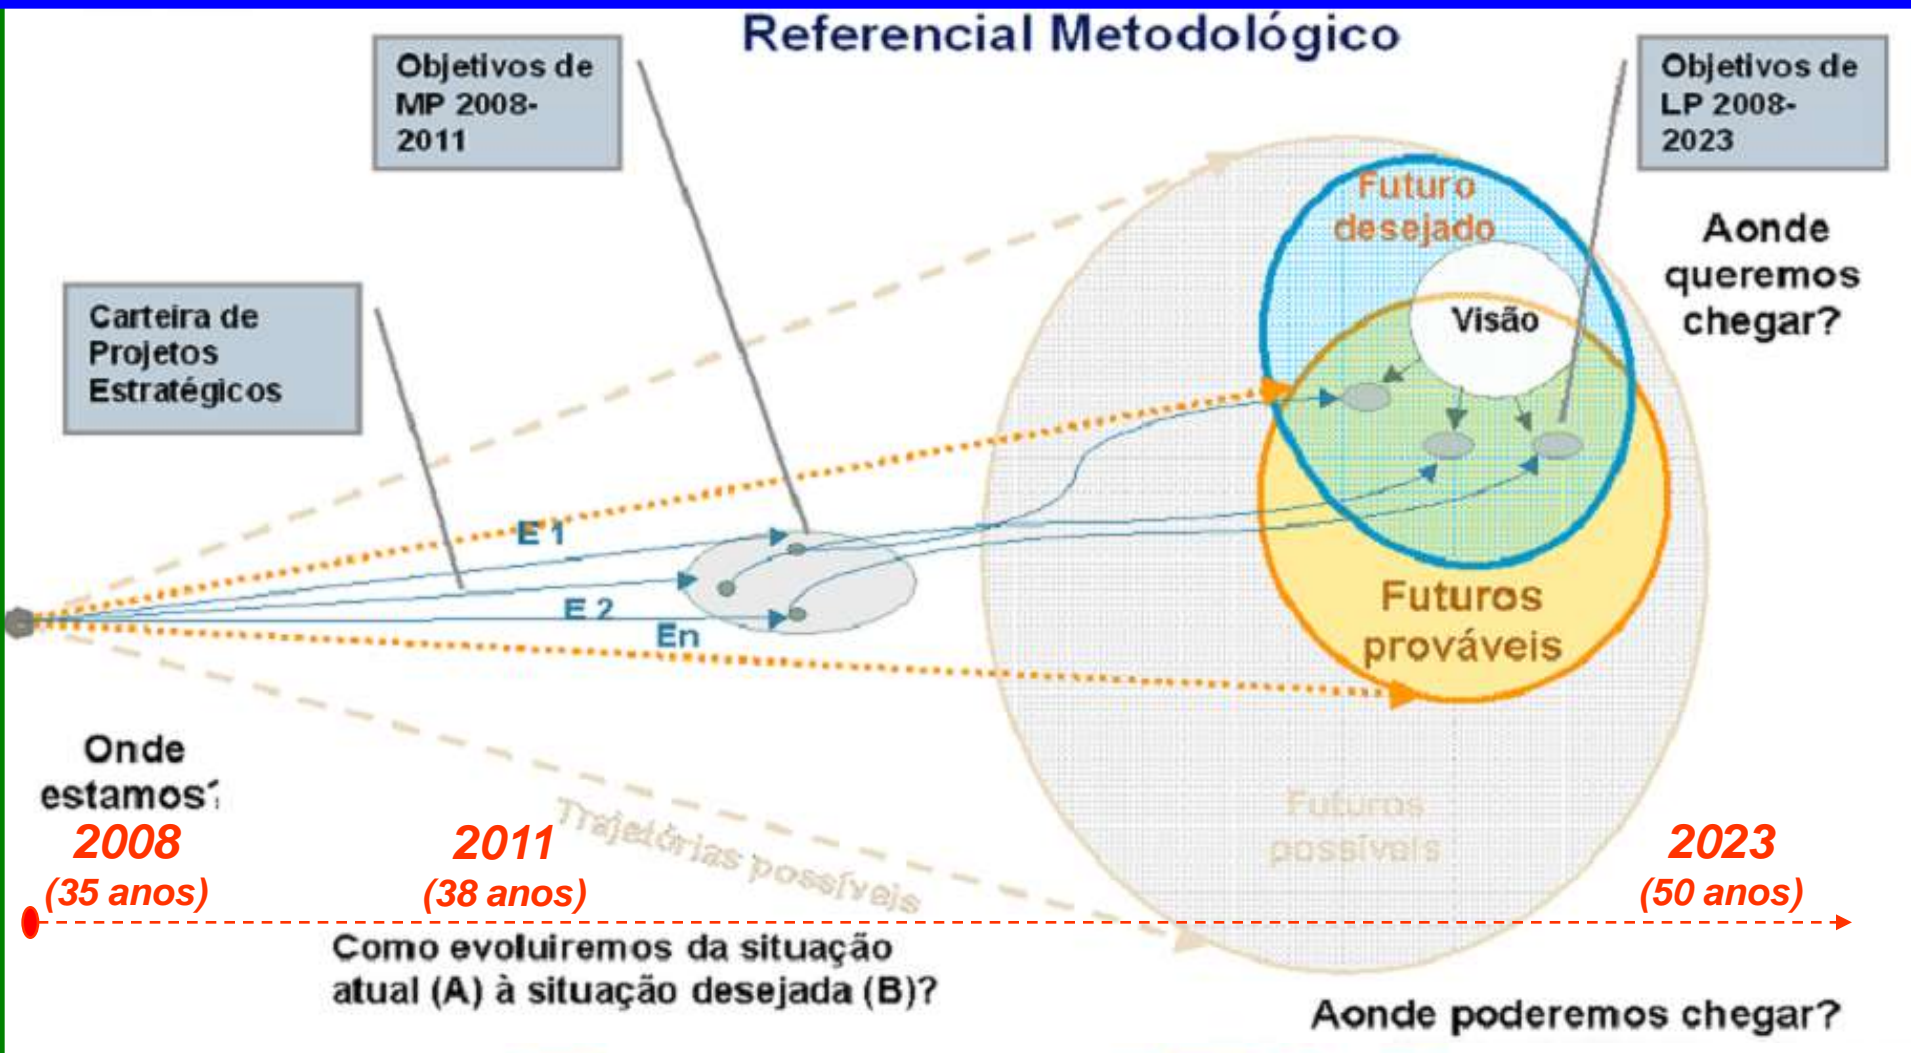 Referencial Metodológico
Objetivos de
MP 2008-
2011
Objetivos de
LP 2008-
2023
Futuro
desejado
Aonde
queremos
chegar?
Carteira de
Projetos
Estratégicos
Visão
E 1
E 2
En
Futuros
prováveis
Onde
estamos?
Trajetórias possíveis
Futuros
possíveis
2008
(35 anos)
2011
(38 anos)
2023
(50 anos)
Como evoluiremos da situação
atual (A) à situação desejada (B)?
Aonde poderemos chegar?